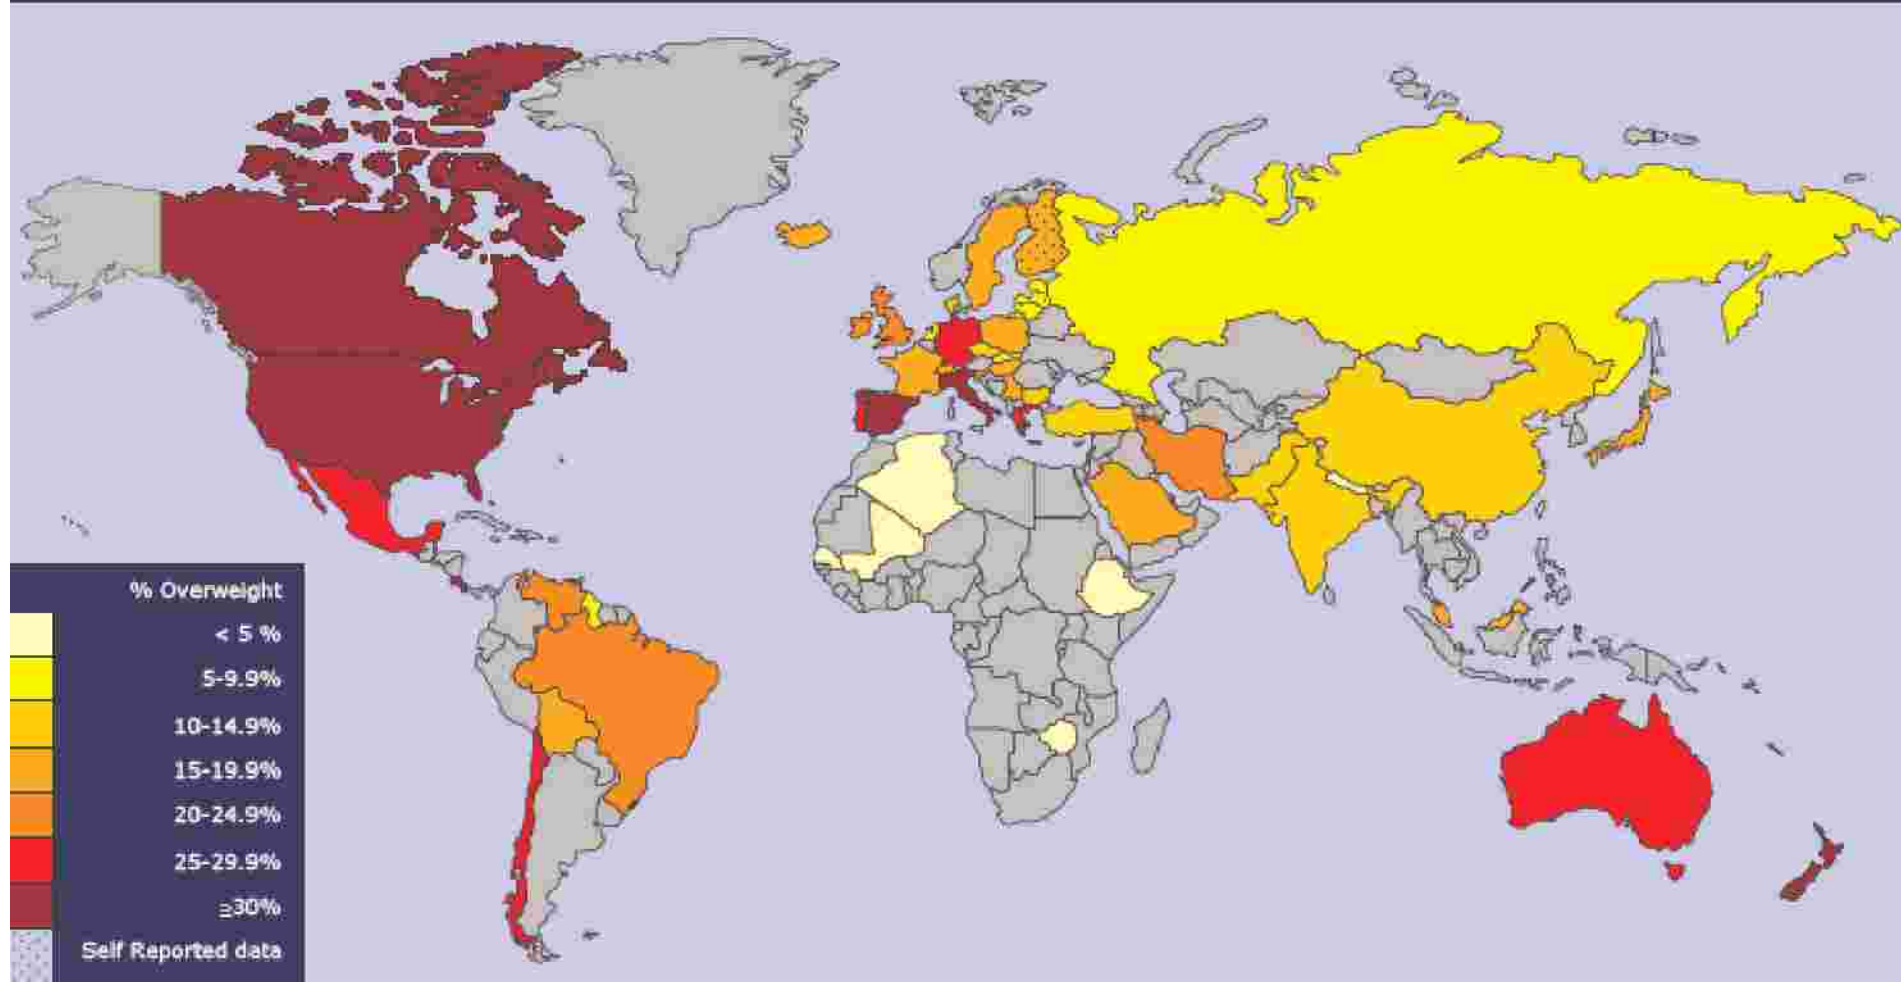 % Overweight
< 5 %
5-9.9%
10-14.9%
15-19.9%
20-24.9%
25-29.9%
≥30%
Self Reported data